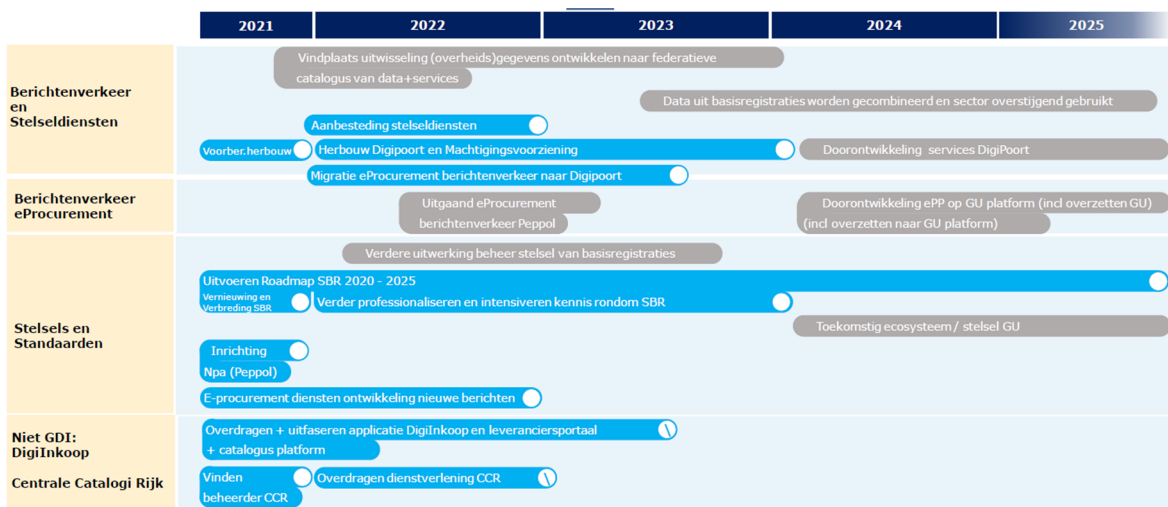 2021 2022 2023 2024 2025
Berichtenverkeer
en
Stelseldiensten
Vindplaats uitwisseling (overheids)gegevens ontwikkelen naar federatieve
catalogus van data+services
Data uit basisregistraties worden gecombineerd en sector overstijgend gebruikt
Aanbesteding stelseldiensten
Voorber.herbouw
Herbouw Digipoort en Machtigingsvoorziening
Doorontwikkeling services DigiPoort
Migratie eProcurement berichtenverkeer naar Digipoort
Berichtenverkeer
eProcurement
Uitgaand eProcurement
berichtenverkeer Peppol
Doorontwikkeling ePP op GU platform (incl overzetten GU)
(incl overzetten naar GU platform)
Stelsels en
Standaarden
Verdere uitwerking beheer stelsel van basisregistraties
Uitvoeren Roadmap SBR 2020 - 2025
Vernieuwing en
Verbreding SBR
Verder professionaliseren en intensiveren kennis rondom SBR
Toekomstig ecosysteem / stelsel GU
Inrichting
Npa (Peppol)
E-procurement diensten ontwikkeling nieuwe berichten
Niet GDI:
DigiInkoop
Overdragen + uitfaseren applicatie DigiInkoop en leveranciersportaal
+ catalogus platform
Centrale Catalogi Rijk
Vinden
beheerder CCR
Overdragen dienstverlening CCR